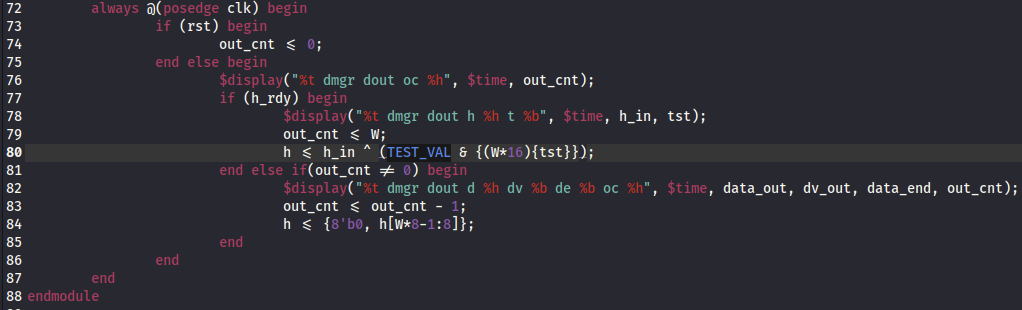 72 always @(posedge clk) begin
73 if (rst) begin
74 out_cnt <= 0;
75 end else begin
76 $display("%t dmgr dout oc %h", $time, out_cnt);
77 if (h_rdy) begin
78 $display("%t dmgr dout h %h t %b", $time, h_in, tst);
79 out_cnt <= W;
80 h <= h_in ^ (TEST_VAL & {(W*16){tst}});
81 end else if(out_cnt != 0) begin
82 $display("%t dmgr dout d %h dv %b de %b oc %h", $time, data_out, dv_out, data_end, out_cnt);
83 out_cnt <= out_cnt - 1;
84 h <= {8'b0, h[W*8-1:8]};
85 end
86 end
87 end
88 endmodule